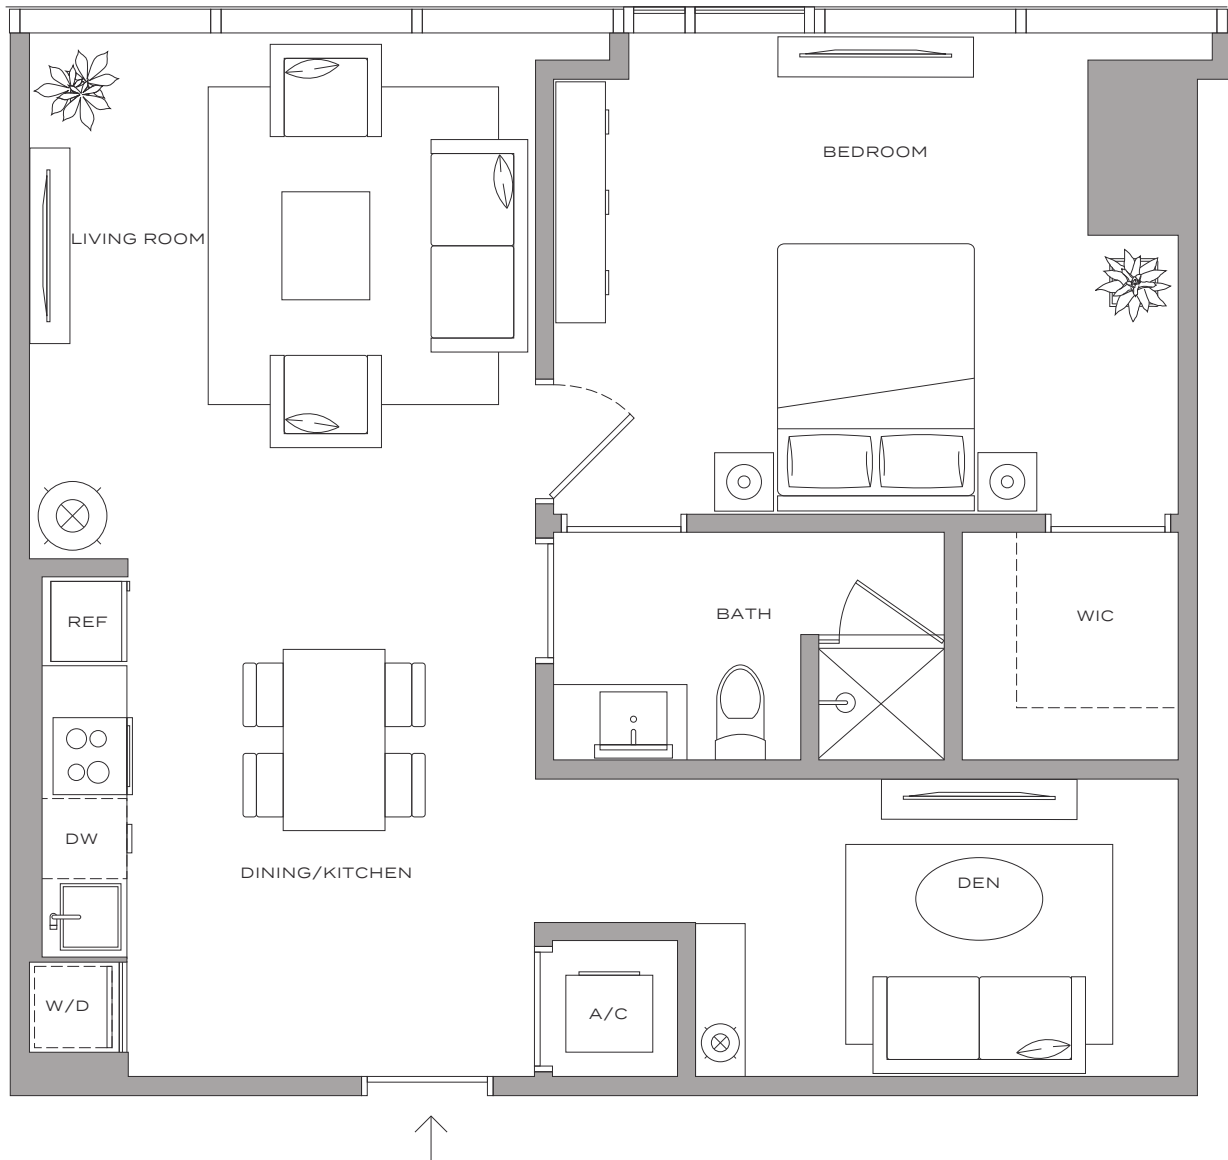 BEDROOM
LIVING ROOM
BATH
WIC
REF
DW
DINING/KITCHEN
DEN
W/D
A/C